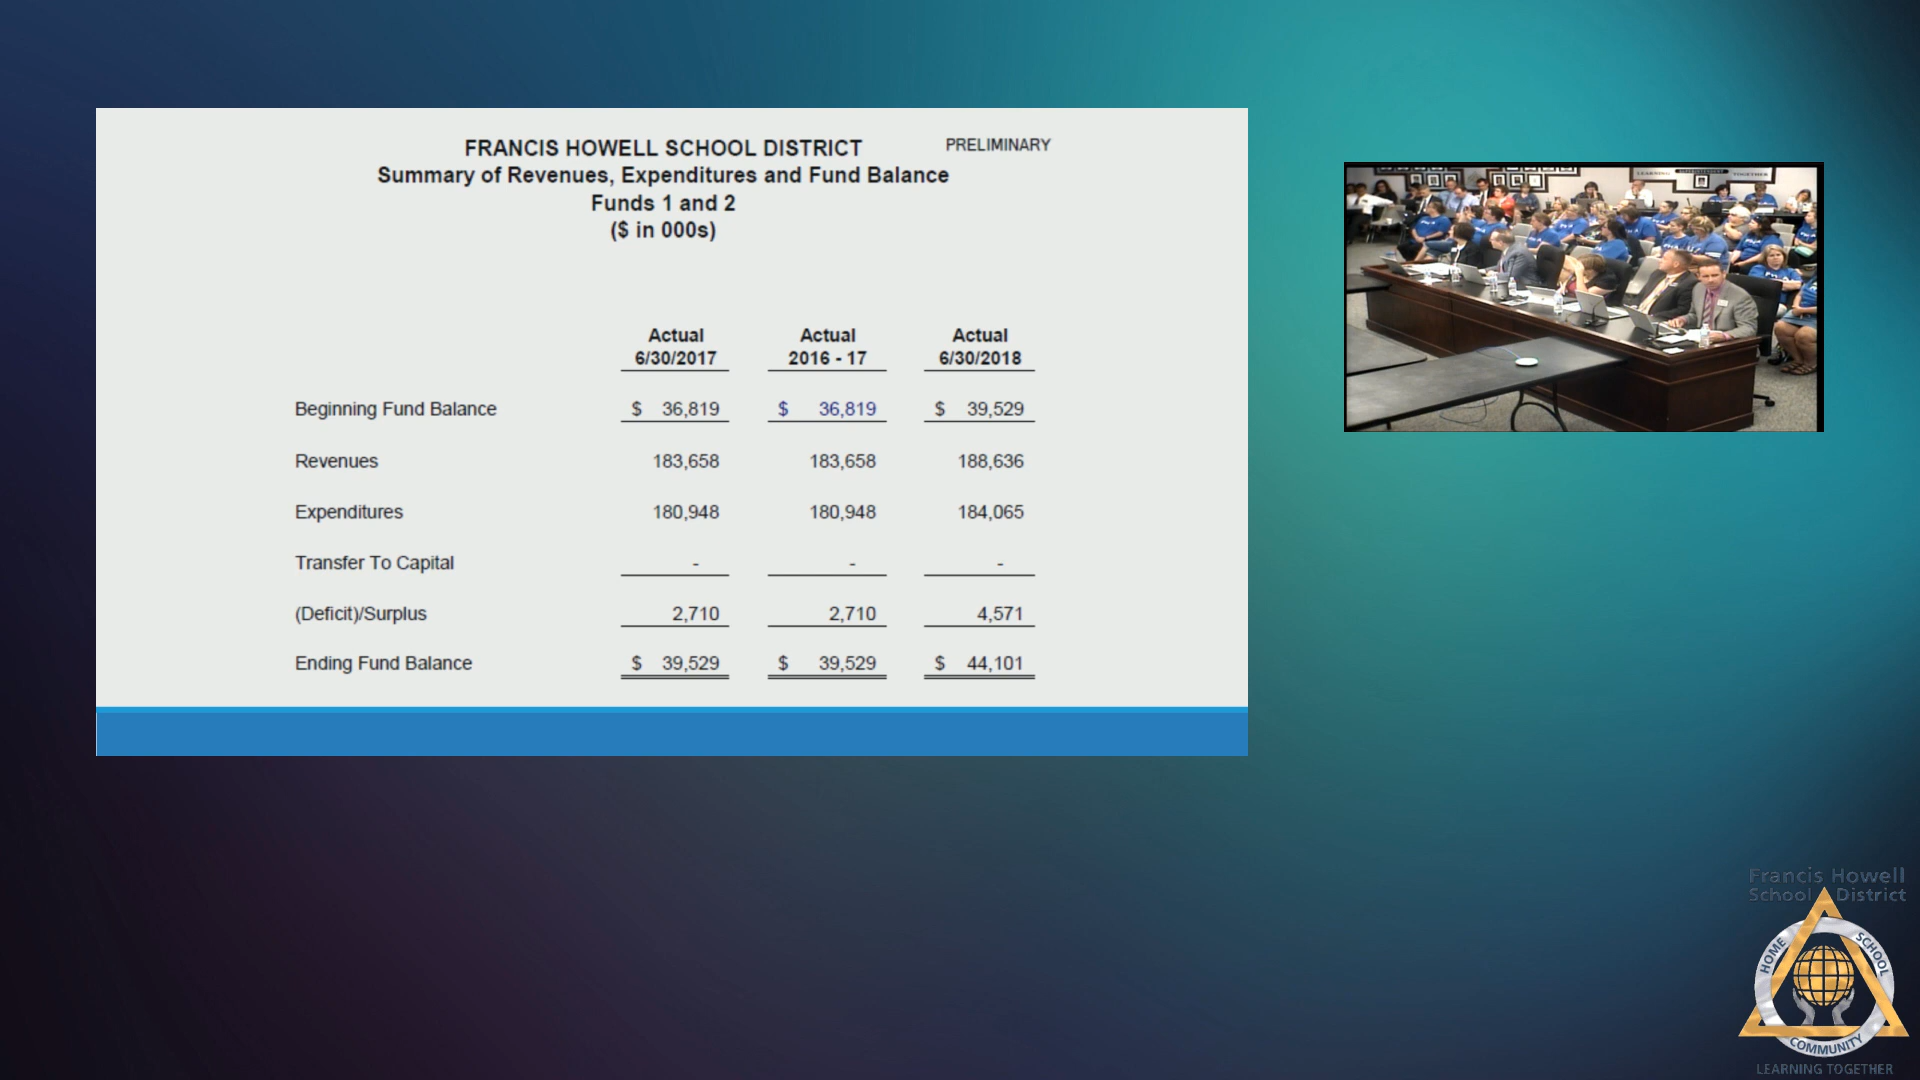 FRANCIS HOWELL SCHOOL DISTRICT PRELIMINARY
Summary of Revenues, Expenditures and Fund Balance
Funds 1 and 2
($ in 000s)
Actual Actual Actual
6/30/2017 2016 - 17 6/30/2018
Beginning Fund Balance $ 36,819 $ 36,819 $ 39,529
Revenues 183,658 183,658 188,636
Expenditures 180,948 180,948 184,065
Transfer To Capital - - -
(Deficit)/Surplus 2,710 2,710 4,571
Ending Fund Balance $ 39,529 $ 39,529 $ 44,101
LEARNING TOGETHER
Francis Howell
School District
HOME SCHOOL
COMMUNITY
LEARNING TOGETHER